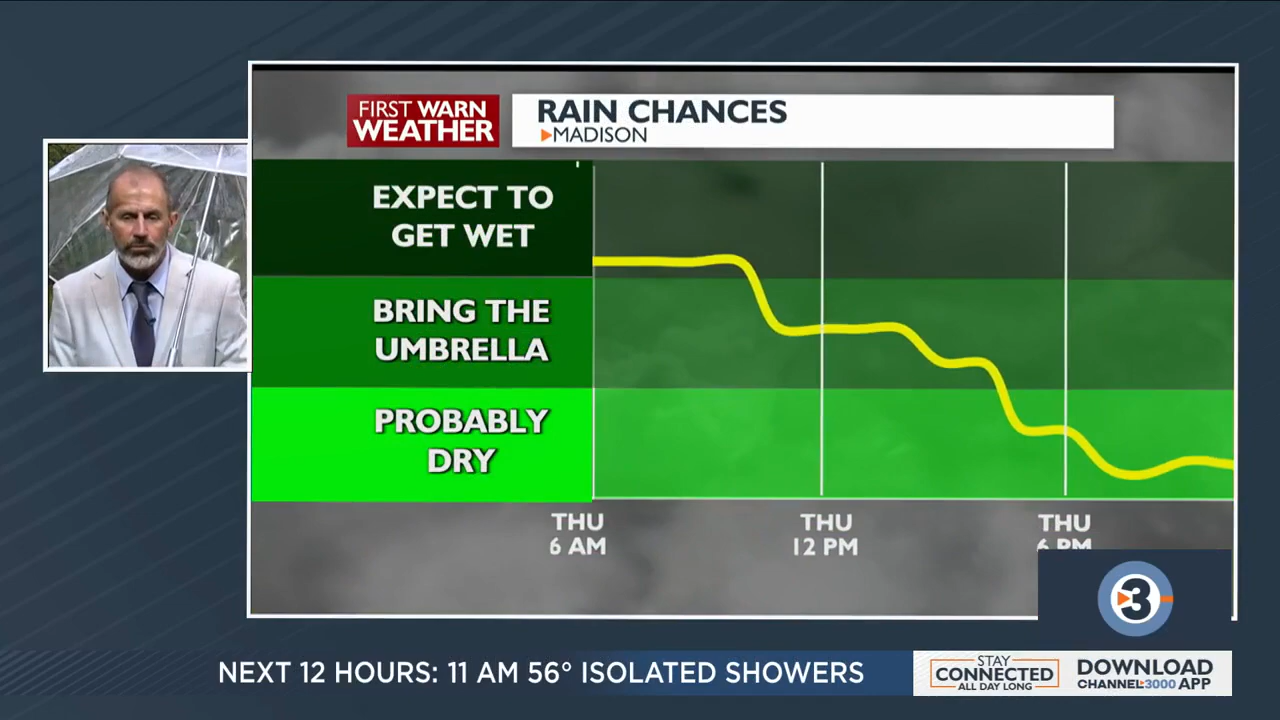 FIRST WARN
WEATHER
RAIN CHANCES
MADISON
EXPECT TO
GET WET
BRING THE
UMBRELLA
PROBABLY
DRY
THU
6 AM
THU
12 PM
THU
6 PM
3
NEXT 12 HOURS: 11 AM 56° ISOLATED SHOWERS
STAY
CONNECTED
ALL DAY LONG
DOWNLOAD
CHANNEL3000 APP